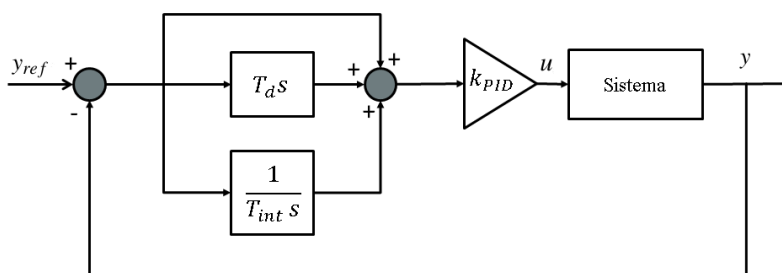 y_ref
+
-
T_d s
1
T_int s
+
+
+
k_PID
u
Sistema
y